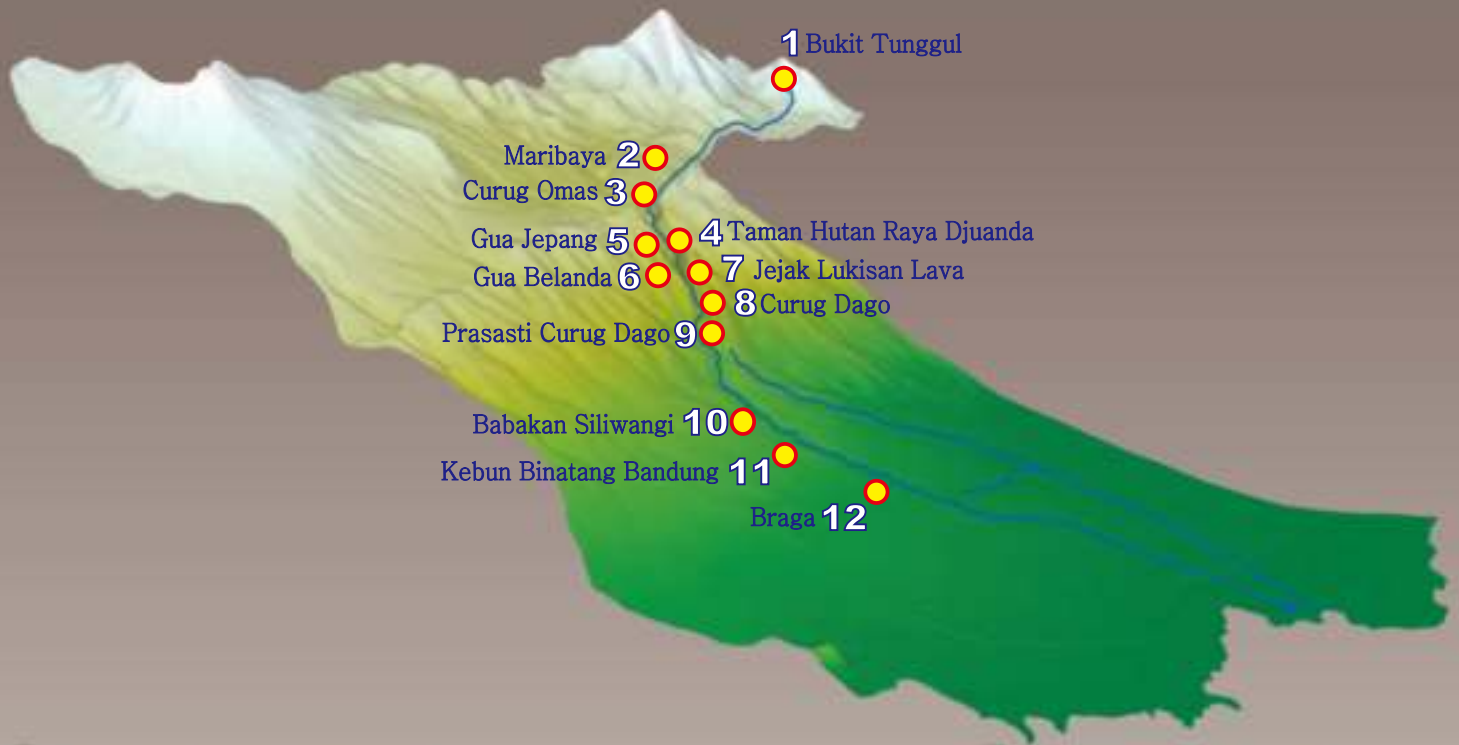 1 Bukit Tunggul
Maribaya 2
Curug Omas 3
4 Taman Hutan Raya Djuanda
Gua Jepang 5
7 Jejak Lukisan Lava
Gua Belanda 6
8 Curug Dago
Prasasti Curug Dago 9
Babakan Siliwangi 10
Kebun Binatang Bandung 11
Braga 12